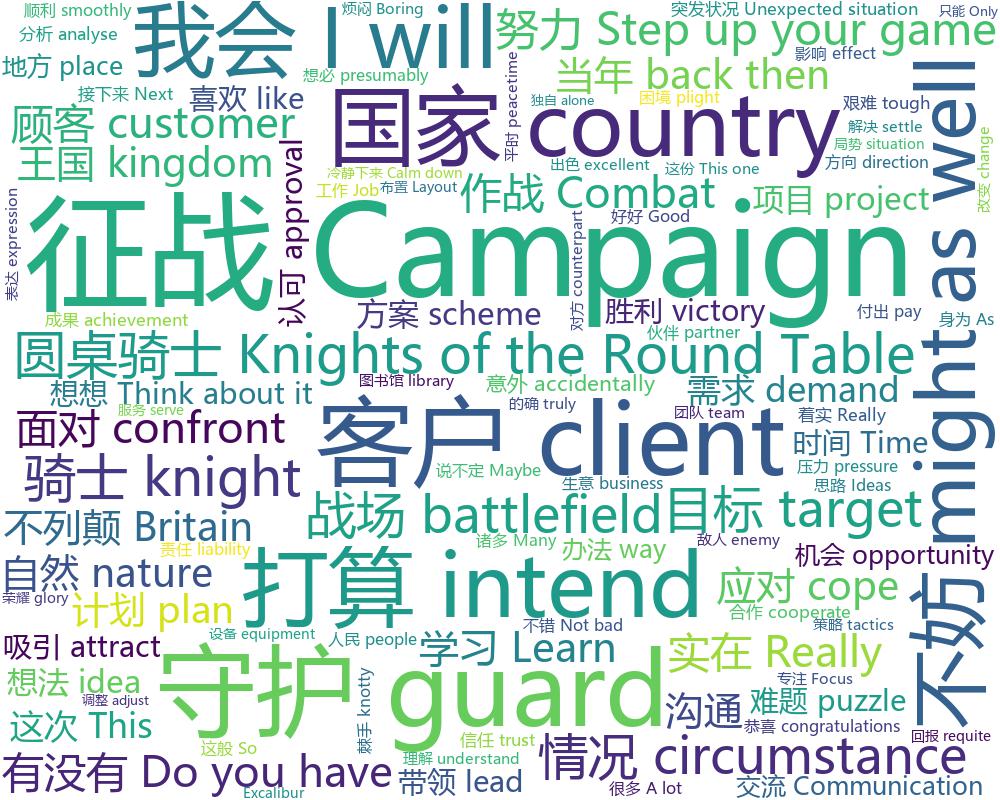 顺利 smoothly
我会 I will
烦闷 Boring
努力 Step up your game
突发状况 Unexpected situation
只能 Only
分析 analyse
影响 effect
地方 place
想必 presumably
当年 back then
接下来 Next
喜欢 like
国家 country
独自 alone
平时 peacetime
困境 plight
艰难 tough
顾客 customer
解决 settle
局势 situation
王国 kingdom
认可 approval
出色 excellent
这份 This one
方向 direction
改变 change
冷静下来 Calm down
工作 Job
布置 Layout
作战 Combat
项目 project
不妨 might as well
表达 expression
征战 Campaign
好好 Good
对方 counterpart
成果 achievement
方案 scheme
胜利 victory
付出 pay
身为 As
伙伴 partner
圆桌骑士 Knights of the Round Table
想想 Think about it
图书馆 library
意外 accidentally
需求 demand
服务 serve
的确 truly
团队 team
着实 Really
面对 confront
客户 client
时间 Time
骑士 knight
说不定 Maybe
压力 pressure
生意 business
思路 Ideas
战场 battlefield
目标 target
不列颠 Britain
责任 liability
诸多 Many
办法 way
敌人 enemy
机会 opportunity
自然 nature
打算 intend
应对 cope
荣耀 glory
计划 plan
合作 cooperate
设备 equipment
人民 people
不错 Not bad
策略 tactics
吸引 attract
守护 guard
学习 Learn
实在 Really
想法 idea
专注 Focus
调整 adjust
棘手 knotty
沟通
难题 puzzle
这次 This
恭喜 congratulations
回报 requite
这般 So
信任 trust
情况 circumstance
有没有 Do you have
理解 understand
带领 lead
很多 A lot
交流 Communication
Excalibur